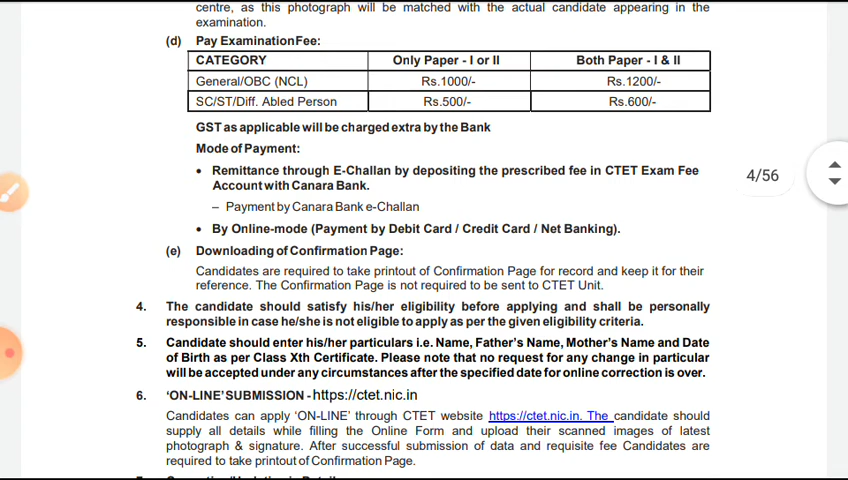 centre, as this photograph will be matched with the actual candidate appearing in the
examination.
(d) Pay ExaminationFee:
CATEGORY Only Paper - I or II Both Paper - I & II
General/OBC (NCL) Rs.1000/- Rs.1200/-
SC/ST/Diff. Abled Person Rs.500/- Rs.600/-
GST as applicable will be charged extra by the Bank
Mode of Payment:
• Remittance through E-Challan by depositing the prescribed fee in CTET Exam Fee
Account with Canara Bank.
– Payment by Canara Bank e-Challan
• By Online-mode (Payment by Debit Card / Credit Card / Net Banking).
4/56
(e) Downloading of Confirmation Page:
Candidates are required to take printout of Confirmation Page for record and keep it for their
reference. The Confirmation Page is not required to be sent to CTET Unit.
4. The candidate should satisfy his/her eligibility before applying and shall be personally
responsible in case he/she is not eligible to apply as per the given eligibility criteria.
5. Candidate should enter his/her particulars i.e. Name, Father's Name, Mother's Name and Date
of Birth as per Class Xth Certificate. Please note that no request for any change in particular
will be accepted under any circumstances after the specified date for online correction is over.
6. 'ON-LINE' SUBMISSION - https://ctet.nic.in
Candidates can apply 'ON-LINE' through CTET website https://ctet.nic.in. The candidate should
supply all details while filling the Online Form and upload their scanned images of latest
photograph & signature. After successful submission of data and requisite fee Candidates are
required to take printout of Confirmation Page.